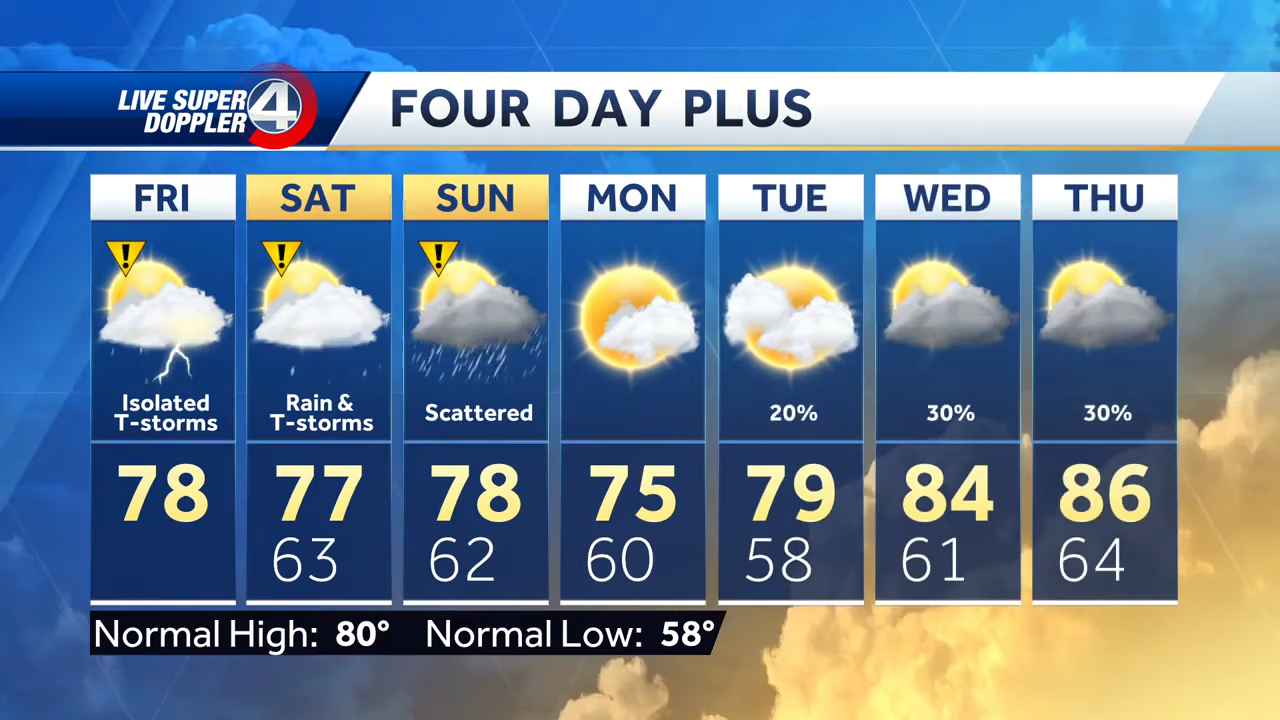 LIVE SUPER
DOPPLER
4
FOUR DAY PLUS
FRI SAT SUN MON TUE WED THU
! ! !
Isolated
T-storms
Rain &
T-storms
Scattered
20% 30% 30%
78 77 78 75 79 84 86
63 62 60 58 61 64
Normal High: 80° Normal Low: 58°